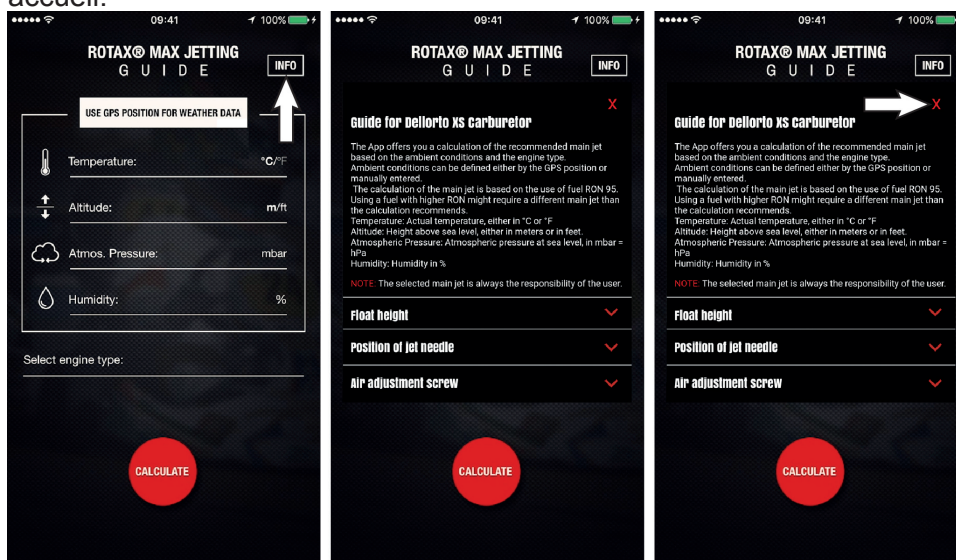 accueil.
09:41
100%
ROTAX® MAX JETTING
GUIDE
INFO
USE GPS POSITION FOR WEATHER DATA
Temperature: °C/°F
Altitude: m/ft
Atmos. Pressure: mbar
Humidity: %
Select engine type:
CALCULATE
09:41
100%
ROTAX® MAX JETTING
GUIDE
INFO
X
Guide for Dellorto XS Carburetor
The App offers you a calculation of the recommended main jet
based on the ambient conditions and the engine type.
Ambient conditions can be defined either by the GPS position or
manually entered.
The calculation of the main jet is based on the use of fuel RON 95.
Using a fuel with higher RON might require a different main jet than
the calculation recommends.
Temperature: Actual temperature, either in °C or °F
Altitude: Height above sea level, either in meters or in feet.
Atmospheric Pressure: Atmospheric pressure at sea level, in mbar =
hPa
Humidity: Humidity in %
NOTE: The selected main jet is always the responsibility of the user.
Float height
Position of jet needle
Air adjustment screw
CALCULATE
09:41
100%
ROTAX® MAX JETTING
GUIDE
INFO
X
Guide for Dellorto XS Carburetor
The App offers you a calculation of the recommended main jet
based on the ambient conditions and the engine type.
Ambient conditions can be defined either by the GPS position or
manually entered.
The calculation of the main jet is based on the use of fuel RON 95.
Using a fuel with higher RON might require a different main jet than
the calculation recommends.
Temperature: Actual temperature, either in °C or °F
Altitude: Height above sea level, either in meters or in feet.
Atmospheric Pressure: Atmospheric pressure at sea level, in mbar =
hPa
Humidity: Humidity in %
NOTE: The selected main jet is always the responsibility of the user.
Float height
Position of jet needle
Air adjustment screw
CALCULATE